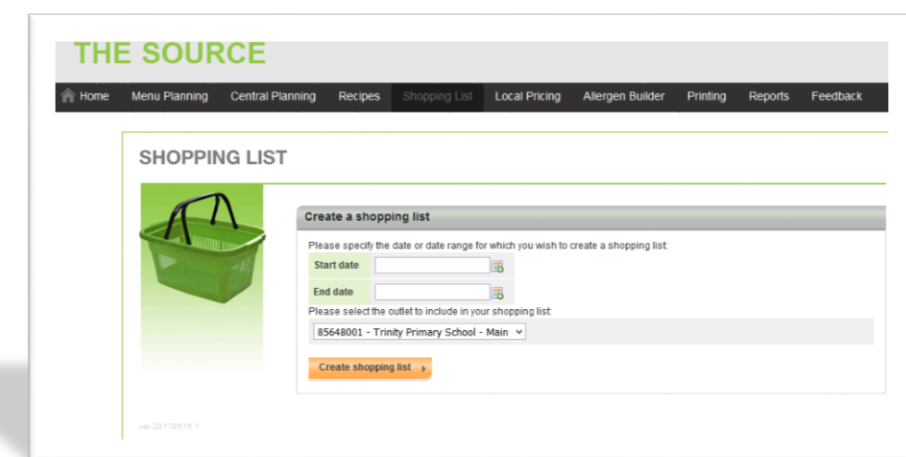 THE SOURCE
Home Menu Planning Central Planning Recipes Shopping List Local Pricing Allergen Builder Printing Reports Feedback
SHOPPING LIST
Create a shopping list
Please specify the date or date range for which you wish to create a shopping list:
Start date
End date
Please select the outlet to include in your shopping list:
85648001 - Trinity Primary School - Main
Create shopping list
ver 20170515 1